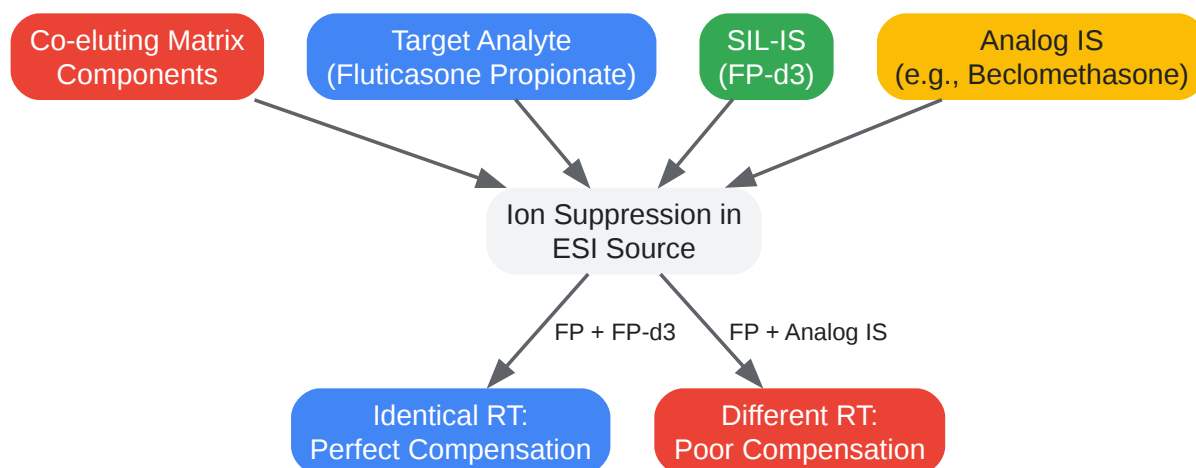 Co-eluting Matrix
Components
Target Analyte
(Fluticasone Propionate)
SIL-IS
(FP-d3)
Analog IS
(e.g., Beclomethasone)
Ion Suppression in
ESI Source
FP + FP-d3
FP + Analog IS
Identical RT:
Perfect Compensation
Different RT:
Poor Compensation